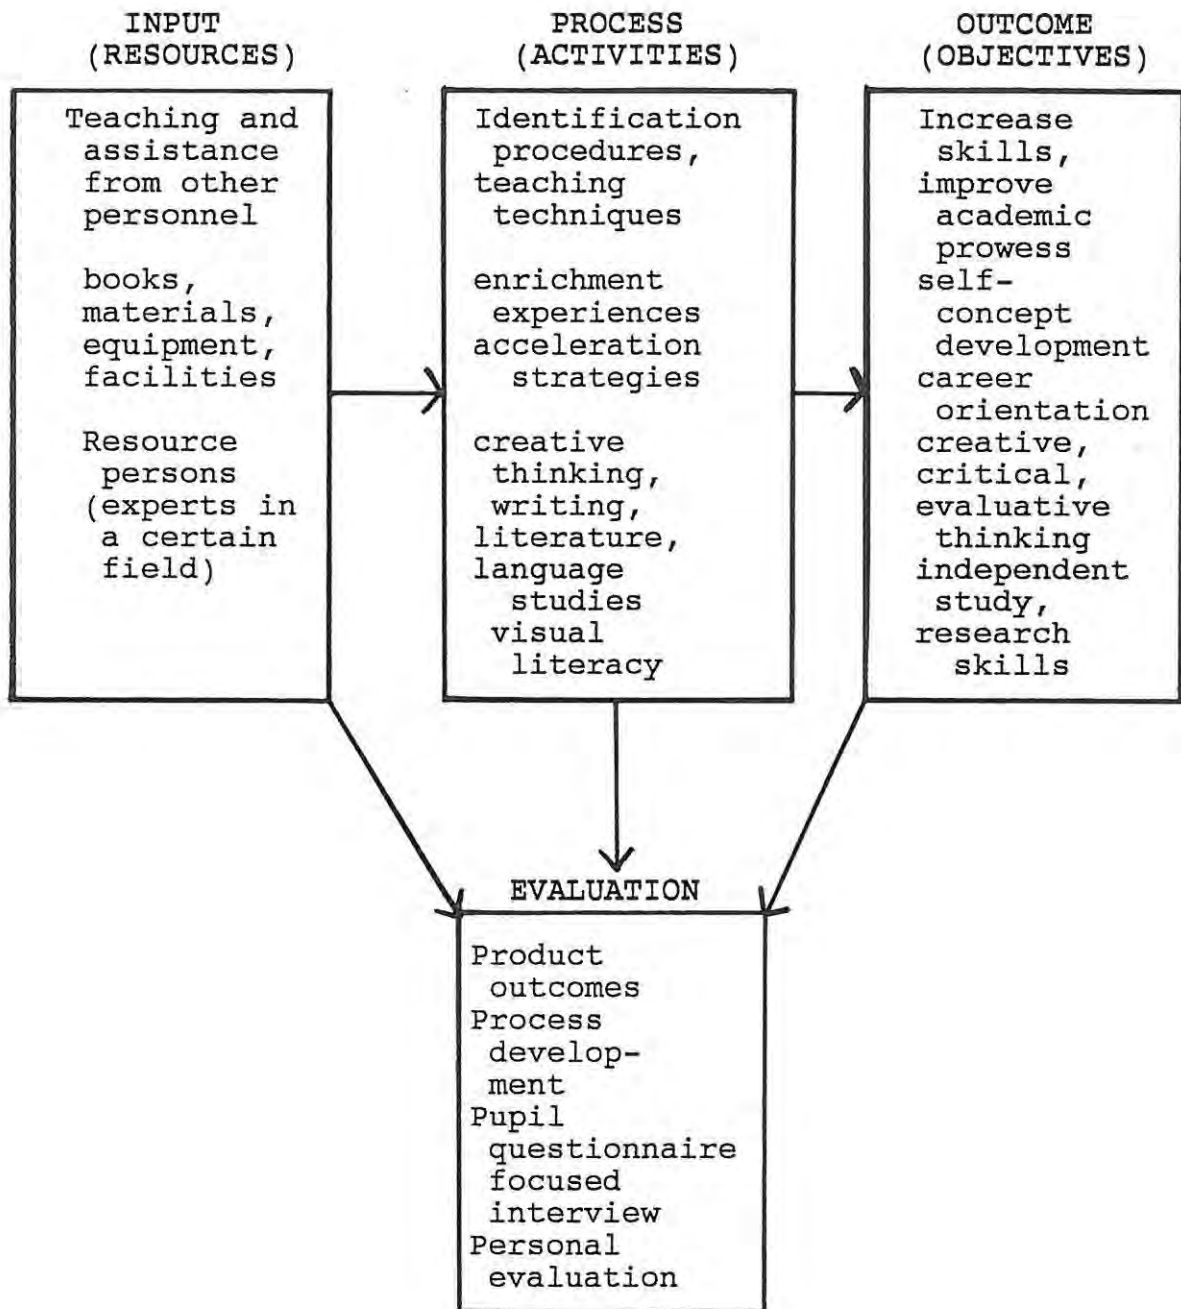 INPUT
(RESOURCES)
Teaching and
assistance
from other
personnel
books,
materials,
equipment,
facilities
Resource
persons
(experts in
a certain
field)
PROCESS
(ACTIVITIES)
Identification
procedures,
teaching
techniques
enrichment
experiences
acceleration
strategies
creative
thinking,
writing,
literature,
language
studies
visual
literacy
OUTCOME
(OBJECTIVES)
Increase
skills,
improve
academic
prowess
self-
concept
development
career
orientation
creative,
critical,
evaluative
thinking
independent
study,
research
skills
EVALUATION
Product
outcomes
Process
develop-
ment
Pupil
questionnaire
focused
interview
Personal
evaluation